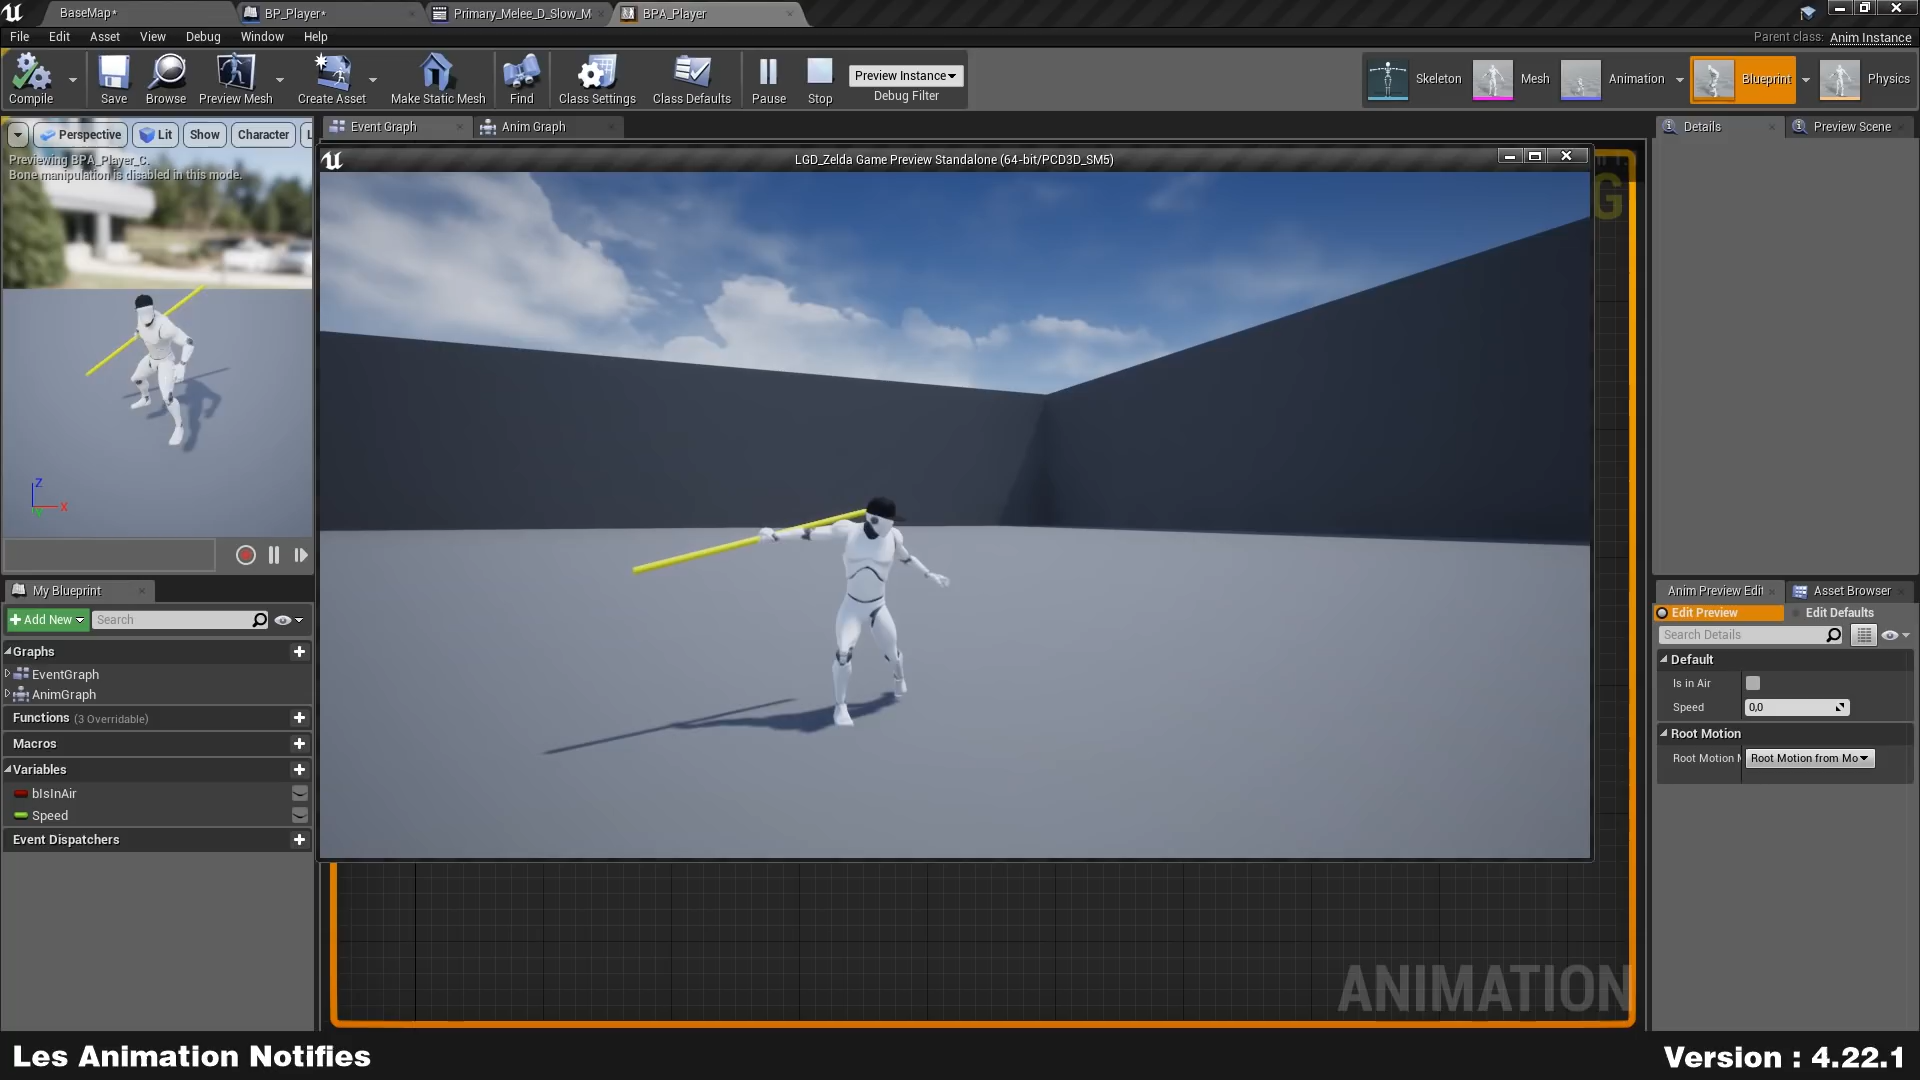 BaseMap*
BP_Player*
Primary_Melee_D_Slow_M
BPA_Player
File
Edit
Asset
View
Debug
Window
Help
Parent class: Anim Instance
Compile
Save
Browse
Preview Mesh
Create Asset
Make Static Mesh
Find
Class Settings
Class Defaults
Pause
Stop
Preview Instance
Debug Filter
Skeleton
Mesh
Animation
Blueprint
Physics
Perspective
Lit
Show
Character
L
Previewing BPA_Player_C.
Bone manipulation is disabled in this mode.
Event Graph
Anim Graph
Details
Preview Scene
LGD_Zelda Game Preview Standalone (64-bit/PCD3D_SM5)
G
Z
X
My Blueprint
Add New
Search
Graphs
EventGraph
AnimGraph
Functions (3 Overridable)
Macros
Variables
bIsInAir
Speed
Event Dispatchers
Anim Preview Edit
Asset Browser
Edit Preview
Edit Defaults
Search Details
Default
Is in Air
Speed
0,0
Root Motion
Root Motion M
Root Motion from Mo
ANIMATION
Les Animation Notifies
Version : 4.22.1